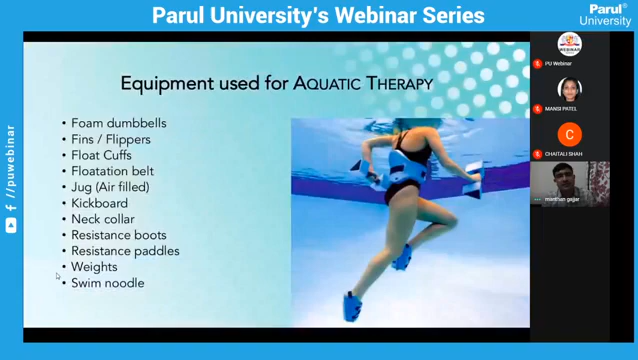 Parul University's Webinar Series
Parul®
University
Equipment used for AQUATIC THERAPY
• Foam dumbbells
• Fins / Flippers
• Float Cuffs
• Floatation belt
• Jug (Air filled)
• Kickboard
• Neck collar
• Resistance boots
• Resistance paddles
• Weights
• Swim noodle
WEBINAR
PU Webinar
MANSI PATEL
C
CHAITALI SHAH
manthan gajjar
/puwebinar